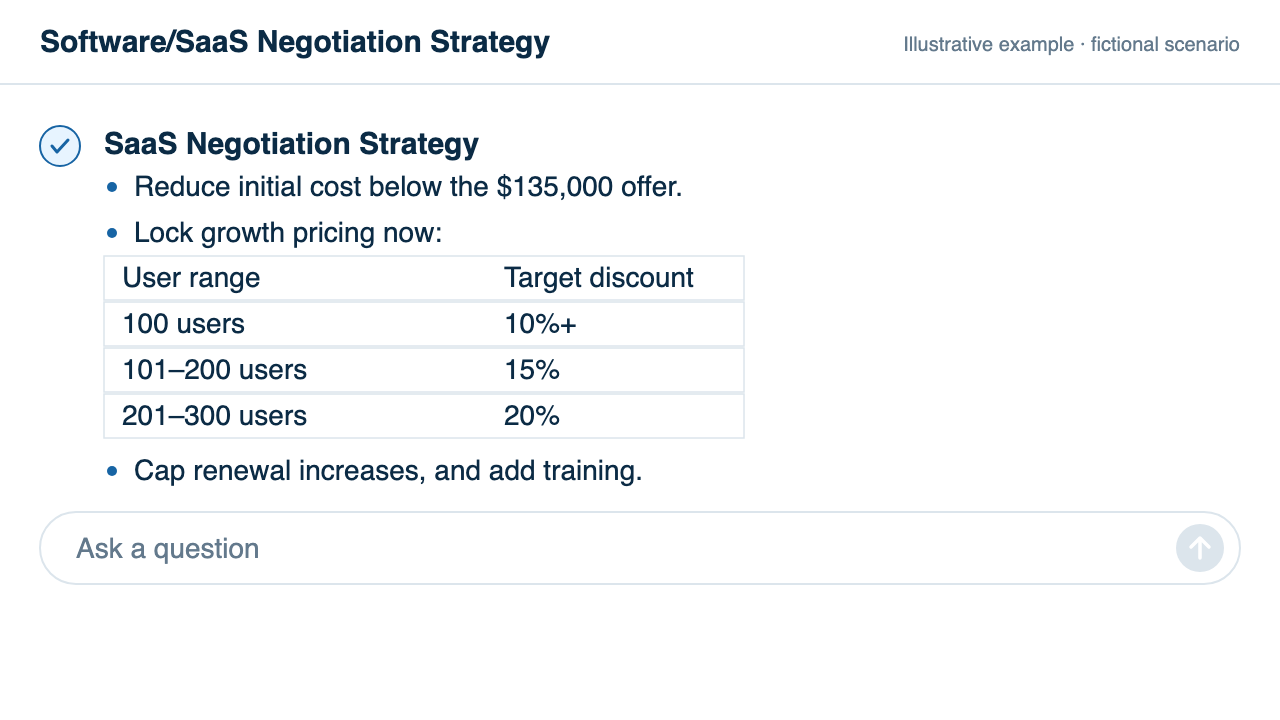 Software/SaaS Negotiation Strategy
Illustrative example · fictional scenario
SaaS Negotiation Strategy
• Reduce initial cost below the $135,000 offer.
• Lock growth pricing now:
User range Target discount
100 users 10%+
101–200 users 15%
201–300 users 20%
• Cap renewal increases, and add training.
Ask a question